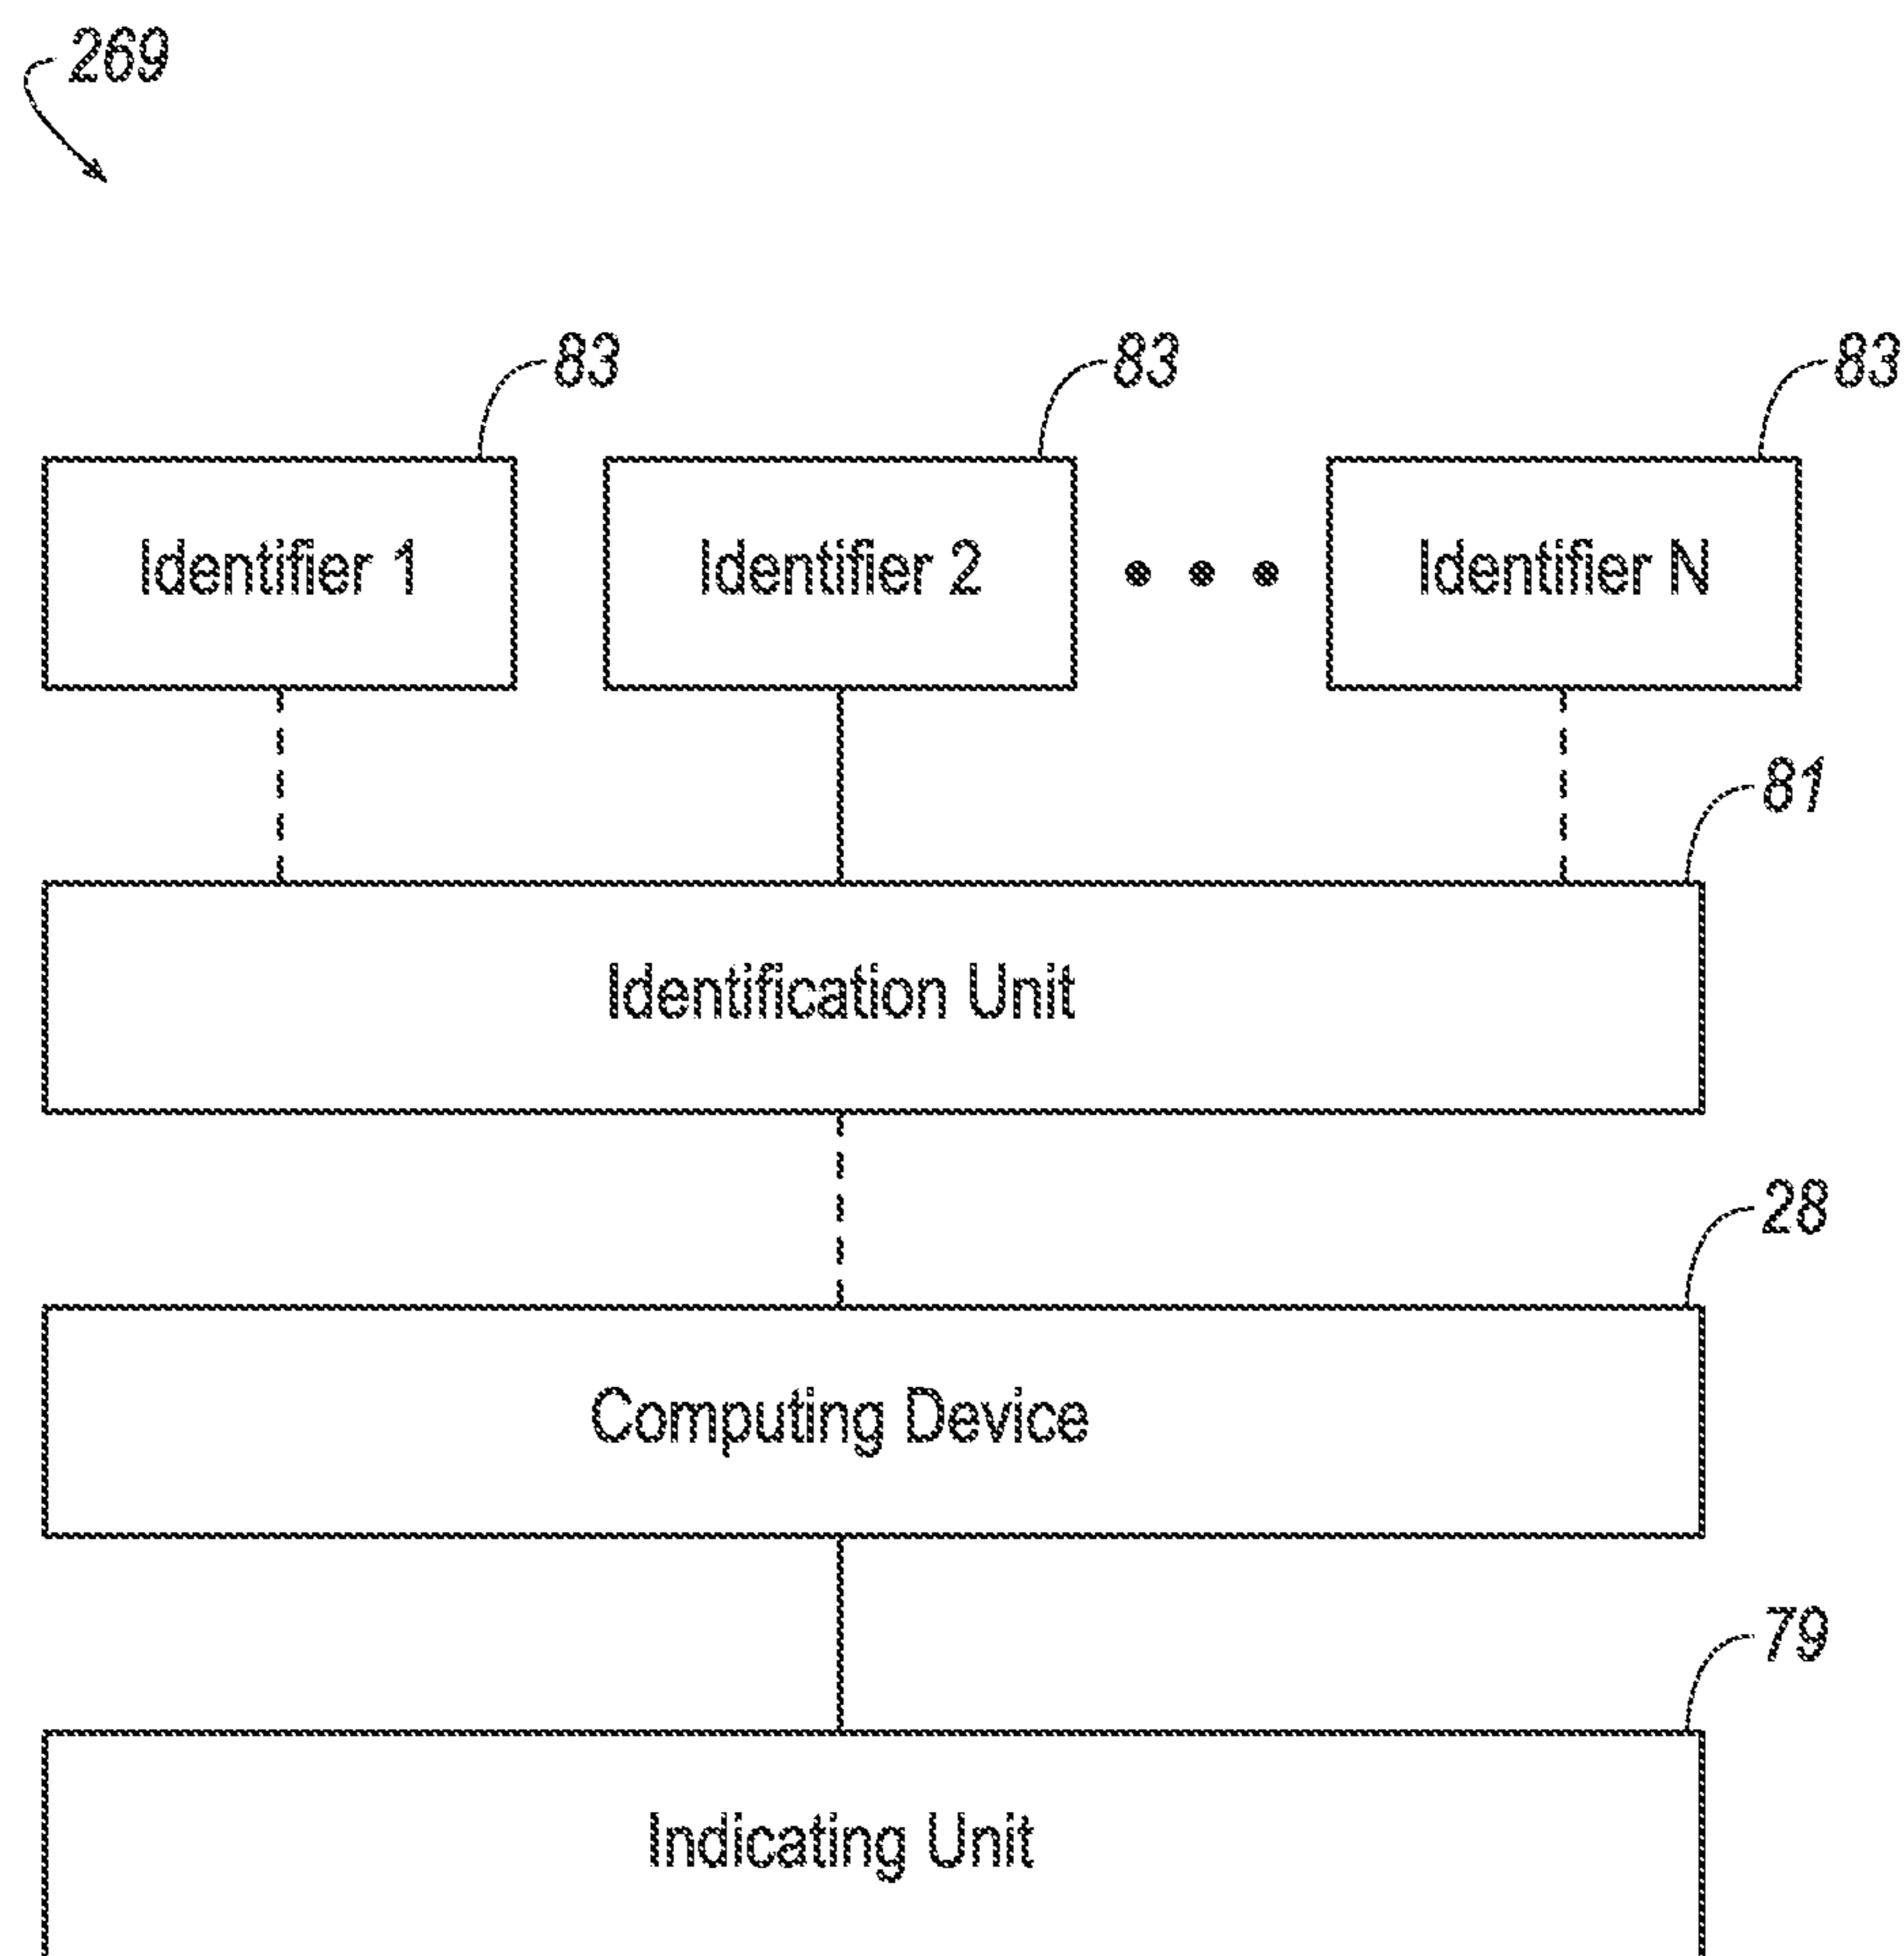 269
83 83 83
Identifier 1 Identifier 2 • • • Identifier N
81
Identification Unit
28
Computing Device
79
Indicating Unit